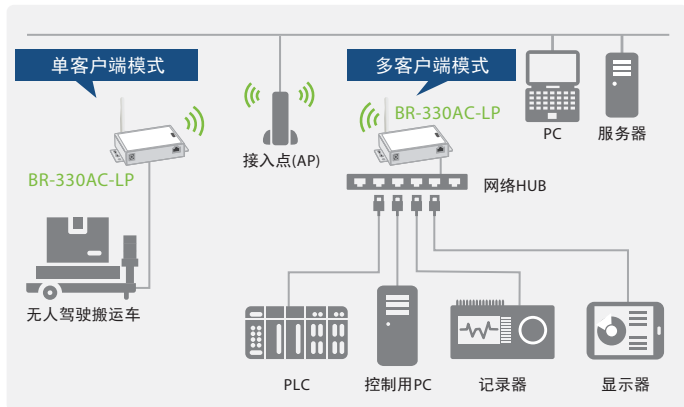 单客户端模式
多客户端模式
BR-330AC-LP
PC
服务器
接入点(AP)
BR-330AC-LP
网络HUB
无人驾驶搬运车
PLC
控制用PC
记录器
显示器